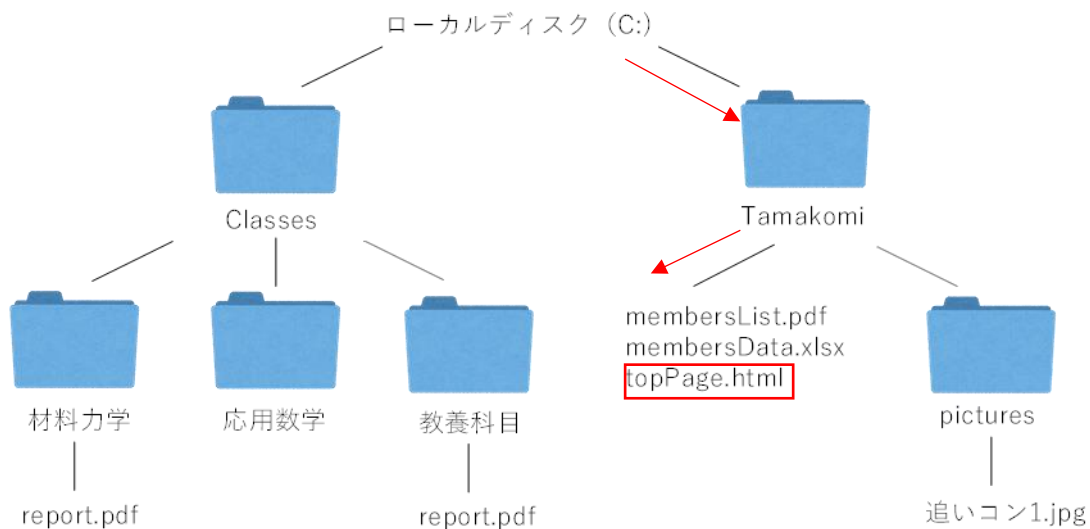 ローカルディスク (C:)
Classes
Tamakomi
membersList.pdf
membersData.xlsx
topPage.html
材料力学
応用数学
教養科目
pictures
report.pdf
report.pdf
追いコン1.jpg